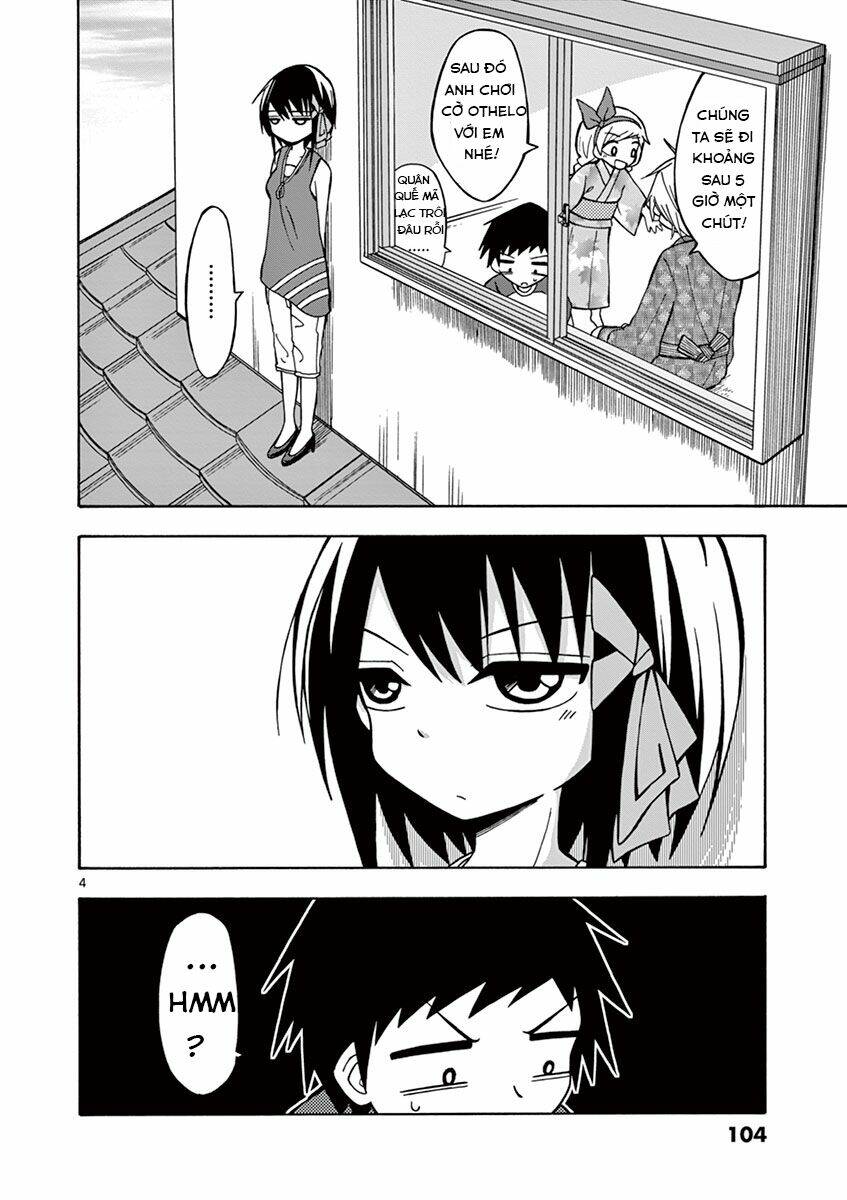 CHÚNG
TA SẼ ĐI
KHOẢNG
SAU 5
GIỜ MỘT
CHÚT!
SAU ĐÓ
ANH CHƠI
CỜ OTHELO
VỚI EM
NHÉ!
QUÂN
QUẾ MÃ
LẠC TRÔI
ĐÂU RỒI
.....
........
4
...
HMM
?
104